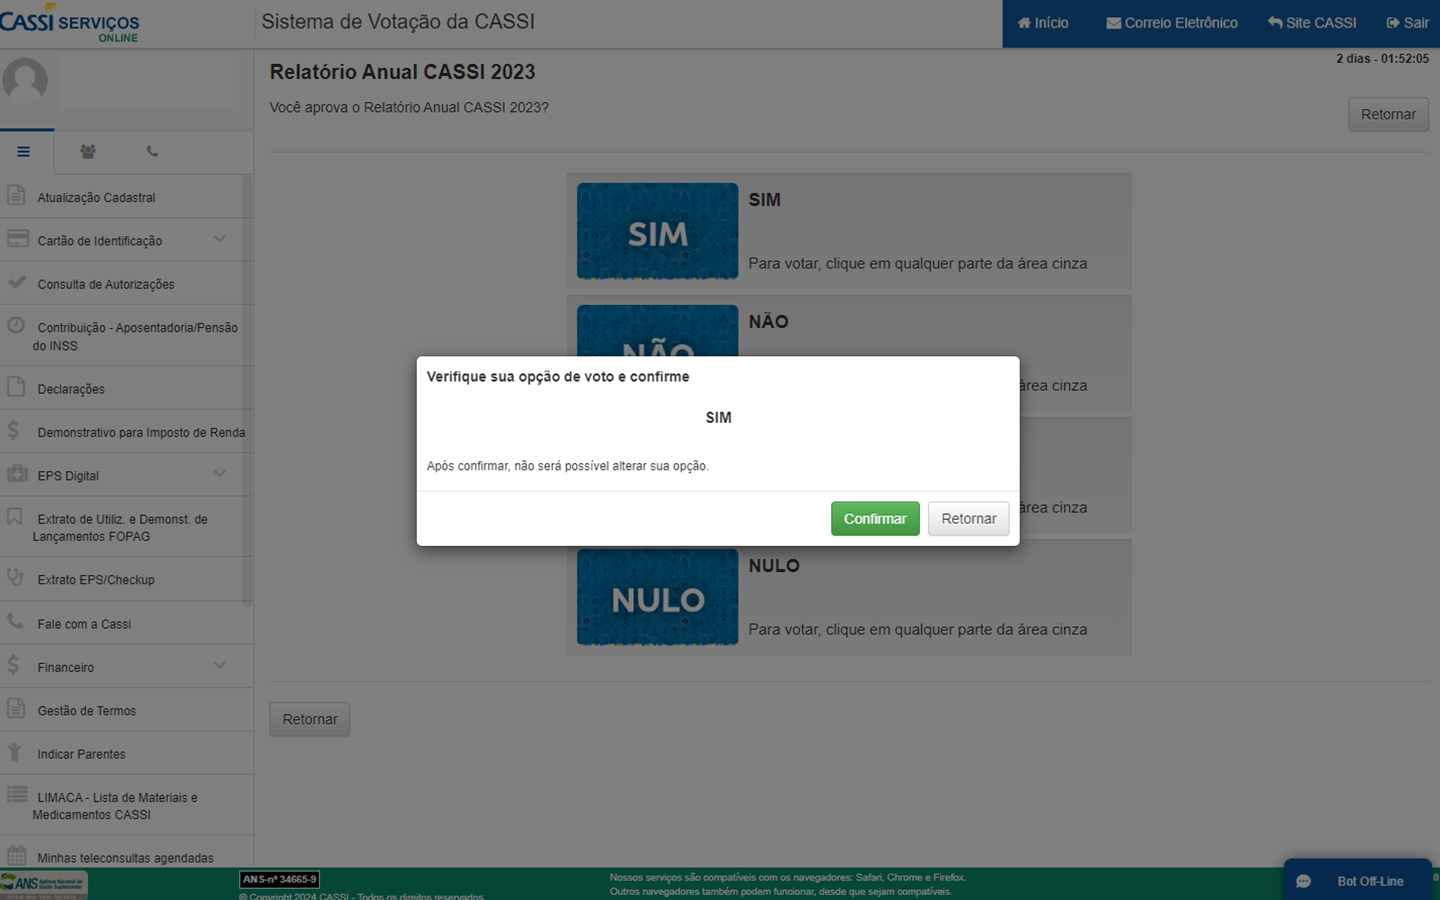 CASSI SERVIÇOS
ONLINE
Sistema de Votação da CASSI
Início
Correio Eletrônico
Site CASSI
Sair
2 dias - 01:52:05
Relatório Anual CASSI 2023
Você aprova o Relatório Anual CASSI 2023?
Retornar
Atualização Cadastral
Cartão de Identificação
Consulta de Autorizações
Contribuição - Aposentadoria/Pensão
do INSS
Declarações
Demonstrativo para Imposto de Renda
EPS Digital
Extrato de Utiliz. e Demonst. de
Lançamentos FOPAG
Extrato EPS/Checkup
Fale com a Cassi
Financeiro
Gestão de Termos
Indicar Parentes
LIMACA - Lista de Materiais e
Medicamentos CASSI
Minhas teleconsultas agendadas
SIM
SIM
Para votar, clique em qualquer parte da área cinza
NÃO
NÃO
área cinza
Verifique sua opção de voto e confirme
SIM
Após confirmar, não será possível alterar sua opção.
Confirmar
Retornar
área cinza
NULO
NULO
Para votar, clique em qualquer parte da área cinza
Retornar
ANS
Agência Nacional de
Saúde Suplementar
ANS-nº 34665-9
© Copyright 2024 CASSI - Todos os direitos reservados
Nossos serviços são compatíveis com os navegadores: Safari, Chrome e Firefox.
Outros navegadores também podem funcionar, desde que sejam compatíveis.
Bot Off-Line